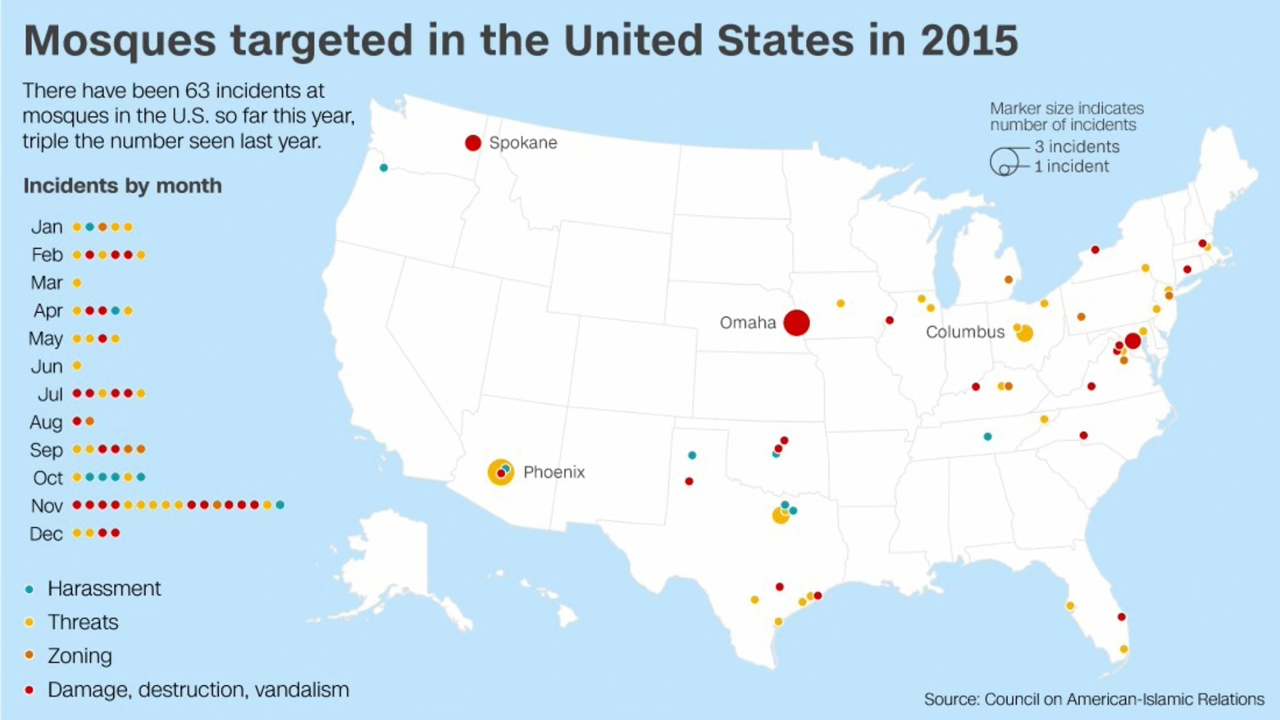 Mosques targeted in the United States in 2015
There have been 63 incidents at
mosques in the U.S. so far this year,
triple the number seen last year.
Incidents by month
Jan
Feb
Mar
Apr
May
Jun
Jul
Aug
Sep
Oct
Nov
Dec
Harassment
Threats
Zoning
Damage, destruction, vandalism
Marker size indicates
number of incidents
3 incidents
1 incident
Spokane
Omaha
Columbus
Phoenix
Source: Council on American-Islamic Relations